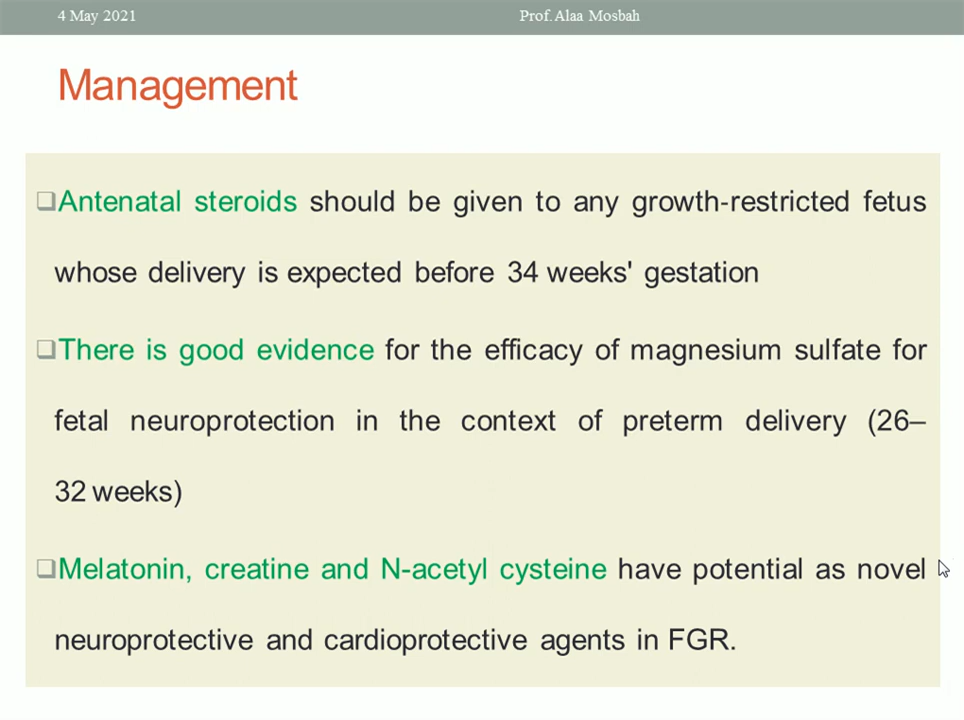 4 May 2021 Prof.Alaa Mosbah
Management
❑Antenatal steroids should be given to any growth-restricted fetus
whose delivery is expected before 34 weeks' gestation
❑There is good evidence for the efficacy of magnesium sulfate for
fetal neuroprotection in the context of preterm delivery (26–
32 weeks)
❑Melatonin, creatine and N-acetyl cysteine have potential as novel
neuroprotective and cardioprotective agents in FGR.